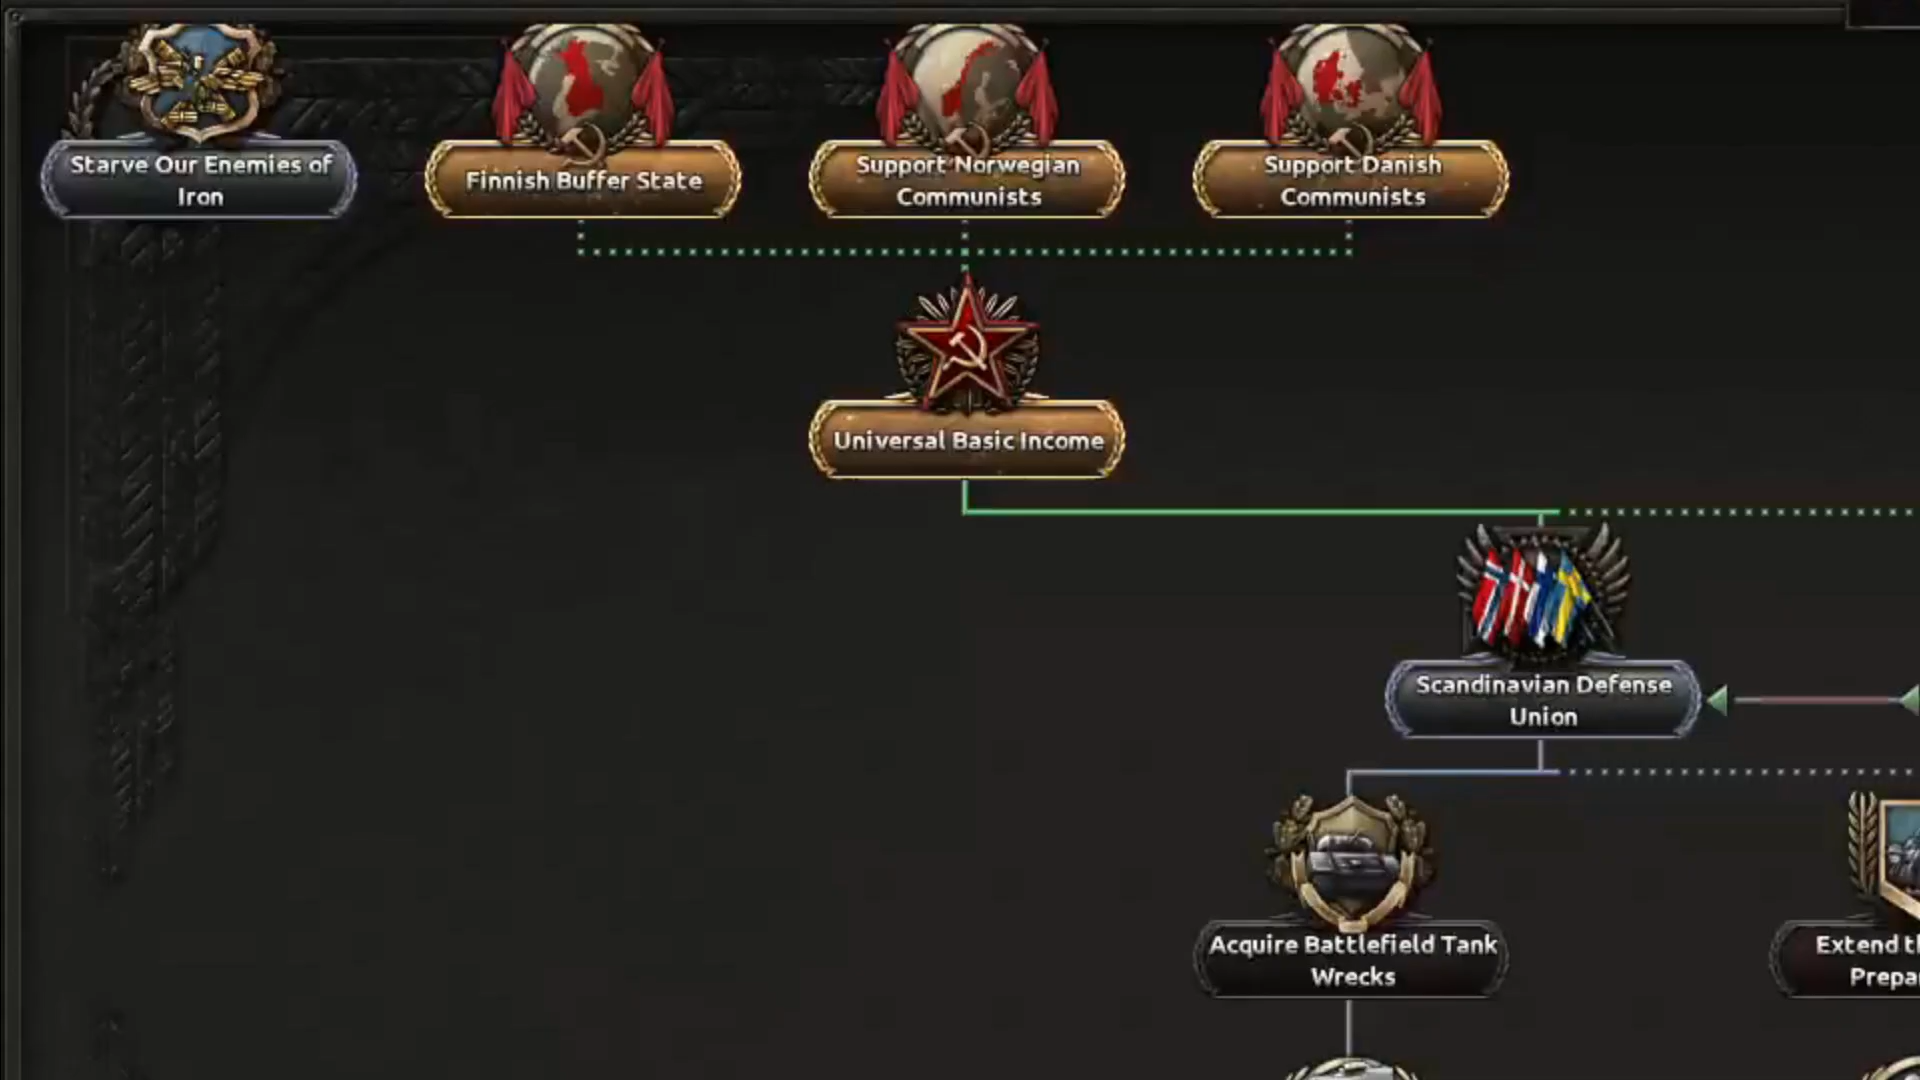 Starve Our Enemies of
Iron
Finnish Buffer State
Support Norwegian
Communists
Support Danish
Communists
Universal Basic Income
Scandinavian Defense
Union
Acquire Battlefield Tank
Wrecks
Extend